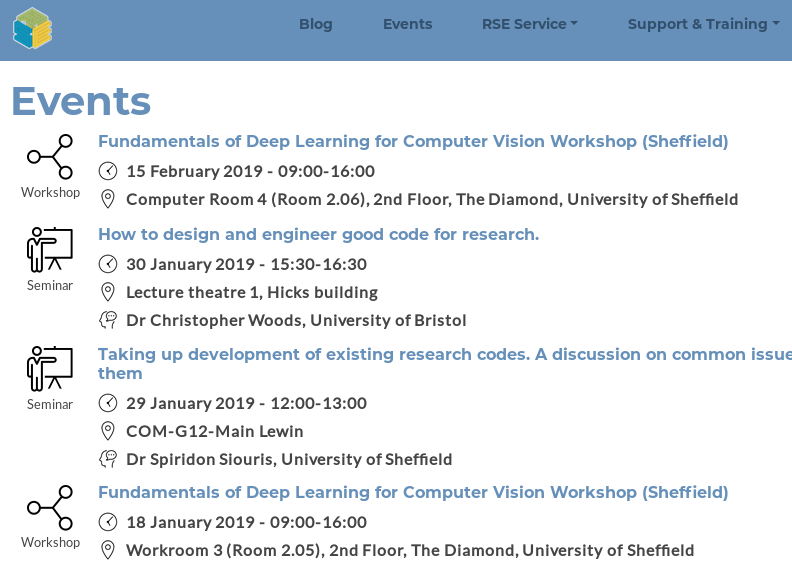 Blog Events RSE Service Support & Training
Events
Fundamentals of Deep Learning for Computer Vision Workshop (Sheffield)
15 February 2019 - 09:00-16:00
Workshop
Computer Room 4 (Room 2.06), 2nd Floor, The Diamond, University of Sheffield
How to design and engineer good code for research.
30 January 2019 - 15:30-16:30
Seminar
Lecture theatre 1, Hicks building
Dr Christopher Woods, University of Bristol
Taking up development of existing research codes. A discussion on common issue
them
29 January 2019 - 12:00-13:00
Seminar
COM-G12-Main Lewin
Dr Spiridon Siouris, University of Sheffield
Fundamentals of Deep Learning for Computer Vision Workshop (Sheffield)
18 January 2019 - 09:00-16:00
Workshop
Workroom 3 (Room 2.05), 2nd Floor, The Diamond, University of Sheffield